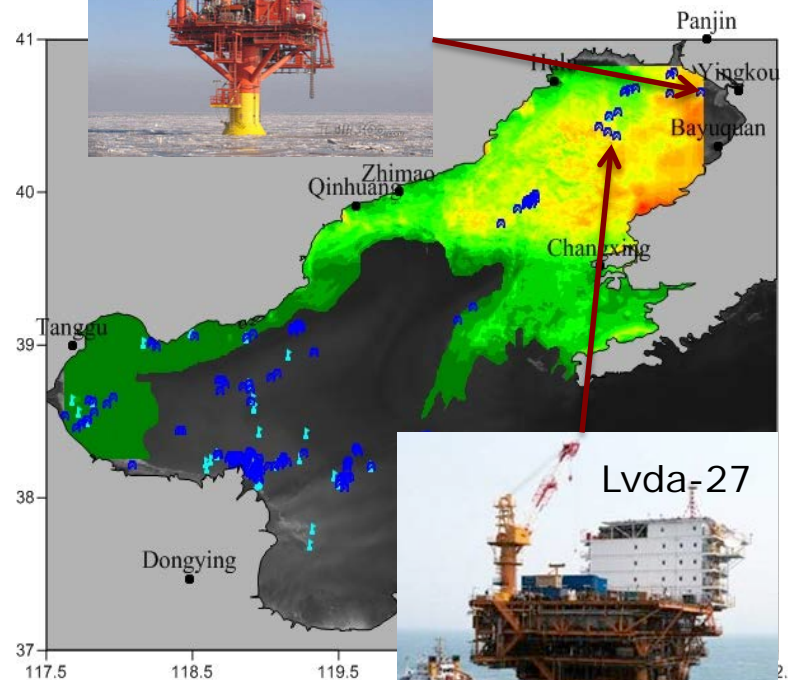 Panjin
41
Yingkou
Bayuquan
Zhimao
Qinhuang
40
Changxing
Tanggu
39
Lvda-27
38
Dongying
37
117.5
118.5
119.5
2.